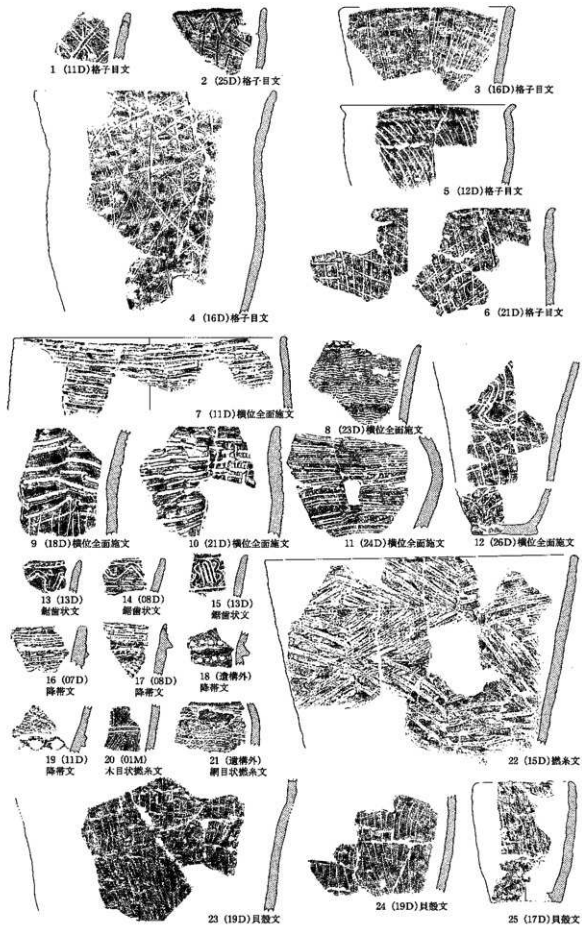 1 (11D)格子目文
2 (25D)格子目文
3 (16D)格子目文
4 (16D)格子目文
5 (12D)格子目文
6 (21D)格子目文
7 (11D)横位全面施文
8 (23D)横位全面施文
9 (18D)横位全面施文
10 (21D)横位全面施文
11 (24D)横位全面施文
12 (26D)横位全面施文
13 (13D)
鋸歯状文
14 (08D)
鋸歯状文
15 (13D)
鋸歯状文
16 (07D)
降帯文
17 (08D)
降帯文
18 (遺構外)
降帯文
19 (11D)
降帯文
20 (01M)
木目状撚糸文
21 (遺構外)
網目状撚糸文
22 (15D)撚糸文
23 (19D)貝殻文
24 (19D)貝殻文
25 (17D)貝殻文